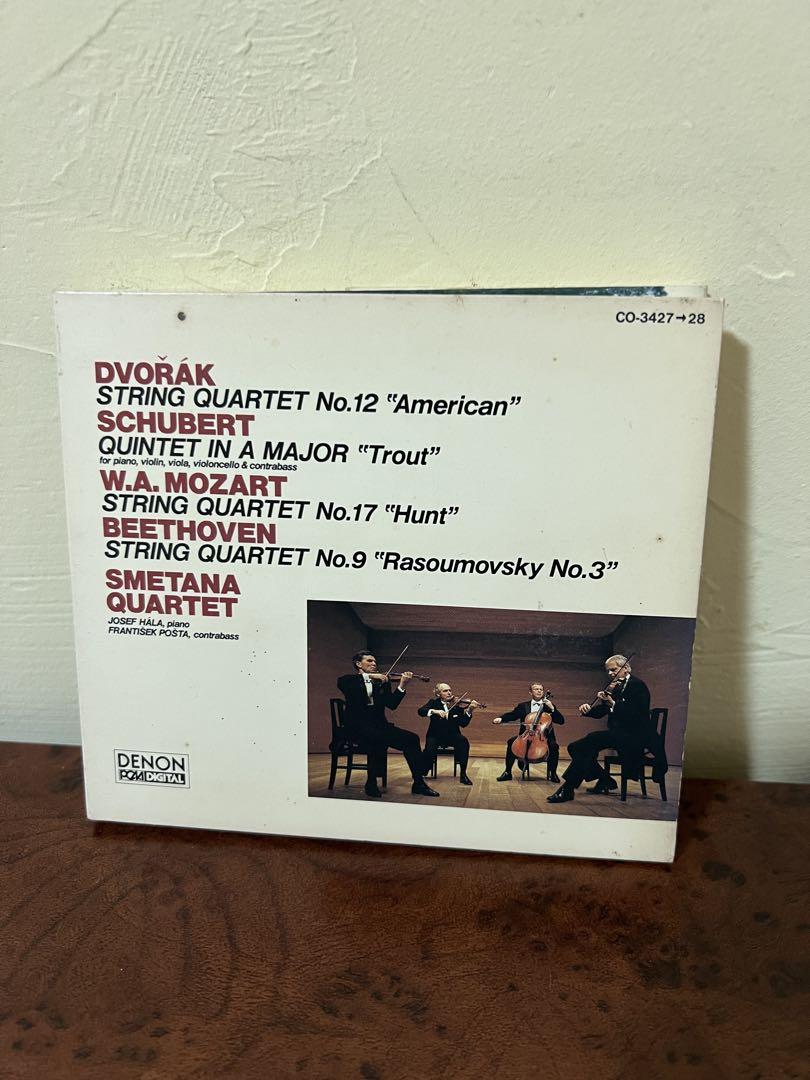 CO-3427→28
DVOŘÁK
STRING QUARTET No.12 "American"
SCHUBERT
QUINTET IN A MAJOR "Trout"
for piano, violin, viola, violoncello & contrabass
W.A. MOZART
STRING QUARTET No.17 "Hunt"
BEETHOVEN
STRING QUARTET No.9 "Rasoumovsky No.3"
SMETANA
QUARTET
JOSEF HÁLA, piano
FRANTIŠEK POŠTA, contrabass
DENON
PCM DIGITAL